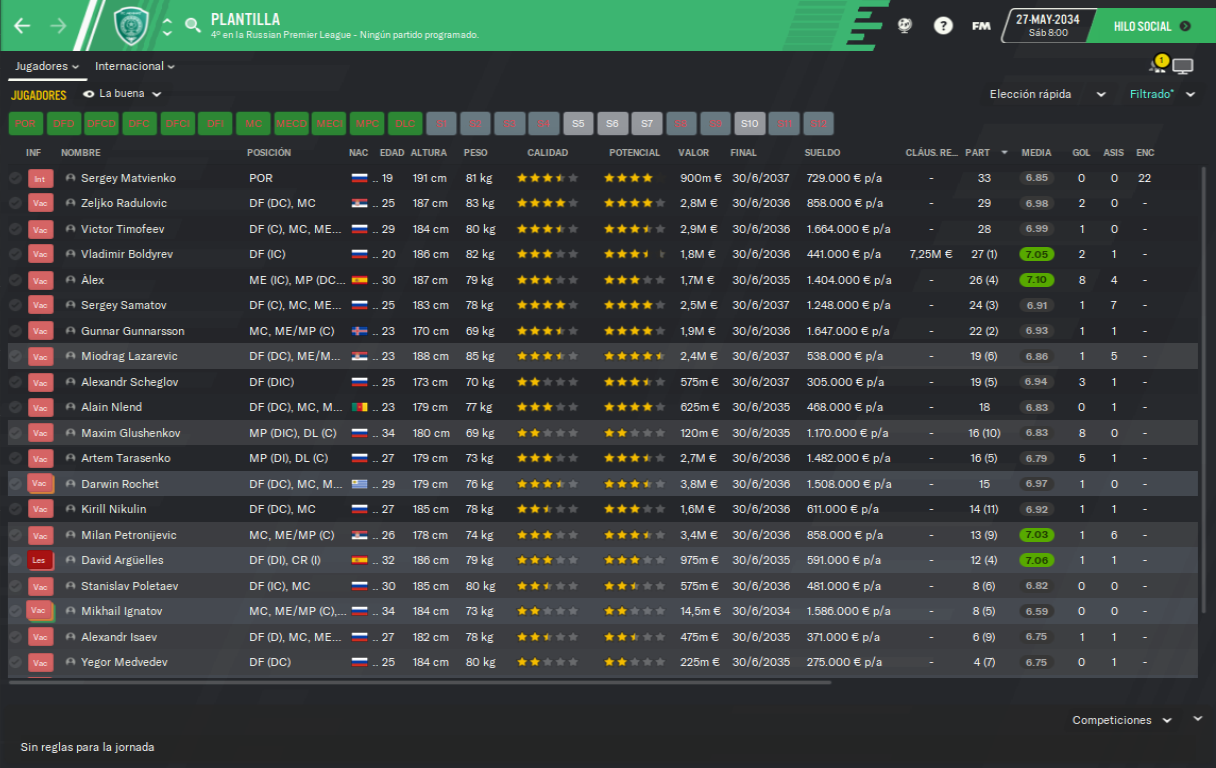 PLANTILLA
4º en la Russian Premier League - Ningún partido programado.
FM
27-MAY-2034
Sáb 8:00
HILO SOCIAL
Jugadores Internacional
1
JUGADORES La buena Elección rápida Filtrado*
POR DFD DFCD DFC DFCI DFI MC MECD MECI MPC DLC S1 S2 S3 S4 S5 S6 S7 S8 S9 S10 S11 S12
INF NOMBRE POSICIÓN NAC EDAD ALTURA PESO CALIDAD POTENCIAL VALOR FINAL SUELDO CLÁUS. RE... PART MEDIA GOL ASIS ENC
Int Sergey Matvienko POR .. 19 191 cm 81 kg 900m € 30/6/2037 729.000 € p/a - 33 6.85 0 0 22
Vac Zeljko Radulovic DF (DC), MC .. 25 187 cm 83 kg 2,8M € 30/6/2036 858.000 € p/a - 29 6.98 2 0 -
Vac Victor Timofeev DF (C), MC, ME... .. 29 184 cm 80 kg 2,9M € 30/6/2036 1.664.000 € p/a - 28 6.99 1 0 -
Vac Vladimir Boldyrev DF (IC) .. 20 186 cm 82 kg 1,8M € 30/6/2036 441.000 € p/a 7,25M € 27 (1) 7.05 2 1 -
Vac Àlex ME (IC), MP (DC... .. 30 187 cm 79 kg 1,7M € 30/6/2035 1.404.000 € p/a - 26 (4) 7.10 8 4 -
Vac Sergey Samatov DF (C), MC, ME... .. 25 183 cm 78 kg 2,5M € 30/6/2037 1.248.000 € p/a - 24 (3) 6.91 1 7 -
Vac Gunnar Gunnarsson MC, ME/MP (C) .. 23 170 cm 69 kg 1,9M € 30/6/2036 1.647.000 € p/a - 22 (2) 6.93 1 1 -
Vac Miodrag Lazarevic DF (DC), ME/M... .. 23 188 cm 85 kg 2,4M € 30/6/2037 538.000 € p/a - 19 (6) 6.86 1 5 -
Vac Alexandr Scheglov DF (DIC) .. 25 173 cm 70 kg 575m € 30/6/2037 305.000 € p/a - 19 (5) 6.94 3 1 -
Vac Alain Nlend DF (DC), MC, M... .. 23 179 cm 77 kg 625m € 30/6/2035 468.000 € p/a - 18 6.83 0 1 -
Vac Maxim Glushenkov MP (DIC), DL (C) .. 34 180 cm 69 kg 120m € 30/6/2035 1.170.000 € p/a - 16 (10) 6.83 8 0 -
Vac Artem Tarasenko MP (DI), DL (C) .. 27 179 cm 73 kg 2,7M € 30/6/2036 1.482.000 € p/a - 16 (5) 6.79 5 1 -
Vac Darwin Rochet DF (DC), MC, M... .. 29 179 cm 76 kg 3,8M € 30/6/2036 1.508.000 € p/a - 15 6.97 1 0 -
Vac Kirill Nikulin DF (DC), MC .. 27 185 cm 78 kg 1,6M € 30/6/2036 611.000 € p/a - 14 (11) 6.92 1 1 -
Vac Milan Petronijevic MC, ME/MP (C) .. 26 178 cm 74 kg 3,4M € 30/6/2036 858.000 € p/a - 13 (9) 7.03 1 6 -
Les David Argüelles DF (DI), CR (I) .. 32 186 cm 79 kg 975m € 30/6/2035 591.000 € p/a - 12 (4) 7.06 1 1 -
Vac Stanislav Poletaev DF (IC), MC .. 30 185 cm 80 kg 575m € 30/6/2036 481.000 € p/a - 8 (6) 6.82 0 0 -
Vac Mikhail Ignatov MC, ME/MP (C),... .. 34 184 cm 73 kg 14,5m € 30/6/2034 1.586.000 € p/a - 8 (5) 6.59 0 0 -
Vac Alexandr Isaev DF (D), MC, ME... .. 27 182 cm 78 kg 475m € 30/6/2035 371.000 € p/a - 6 (9) 6.75 1 1 -
Vac Yegor Medvedev DF (DC) .. 25 184 cm 80 kg 225m € 30/6/2035 275.000 € p/a - 4 (7) 6.75 0 1 -
Competiciones
Sin reglas para la jornada